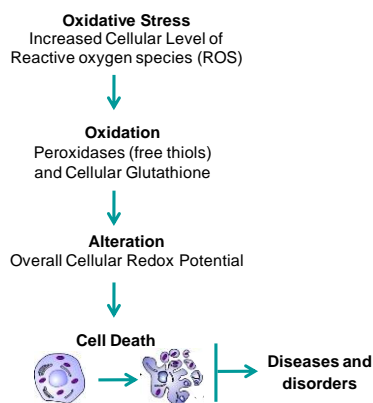 Oxidative Stress
Increased Cellular Level of
Reactive oxygen species (ROS)
Oxidation
Peroxidases (free thiols)
and Cellular Glutathione
Alteration
Overall Cellular Redox Potential
Cell Death
Diseases and
disorders